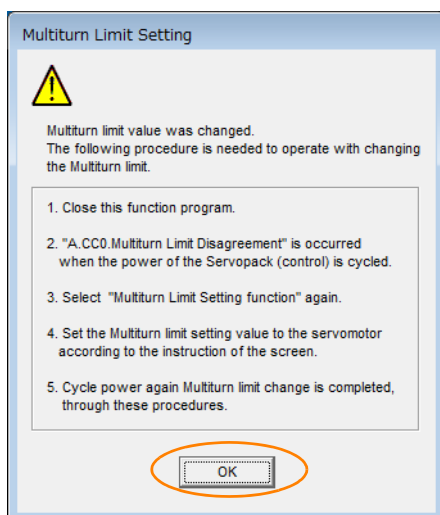 Multiturn Limit Setting
Multiturn limit value was changed.
The following procedure is needed to operate with changing
the Multiturn limit.
1. Close this function program.
2. "A.CC0.Multiturn Limit Disagreement" is occurred
when the power of the Servopack (control) is cycled.
3. Select "Multiturn Limit Setting function" again.
4. Set the Multiturn limit setting value to the servomotor
according to the instruction of the screen.
5. Cycle power again Multiturn limit change is completed,
through these procedures.
OK